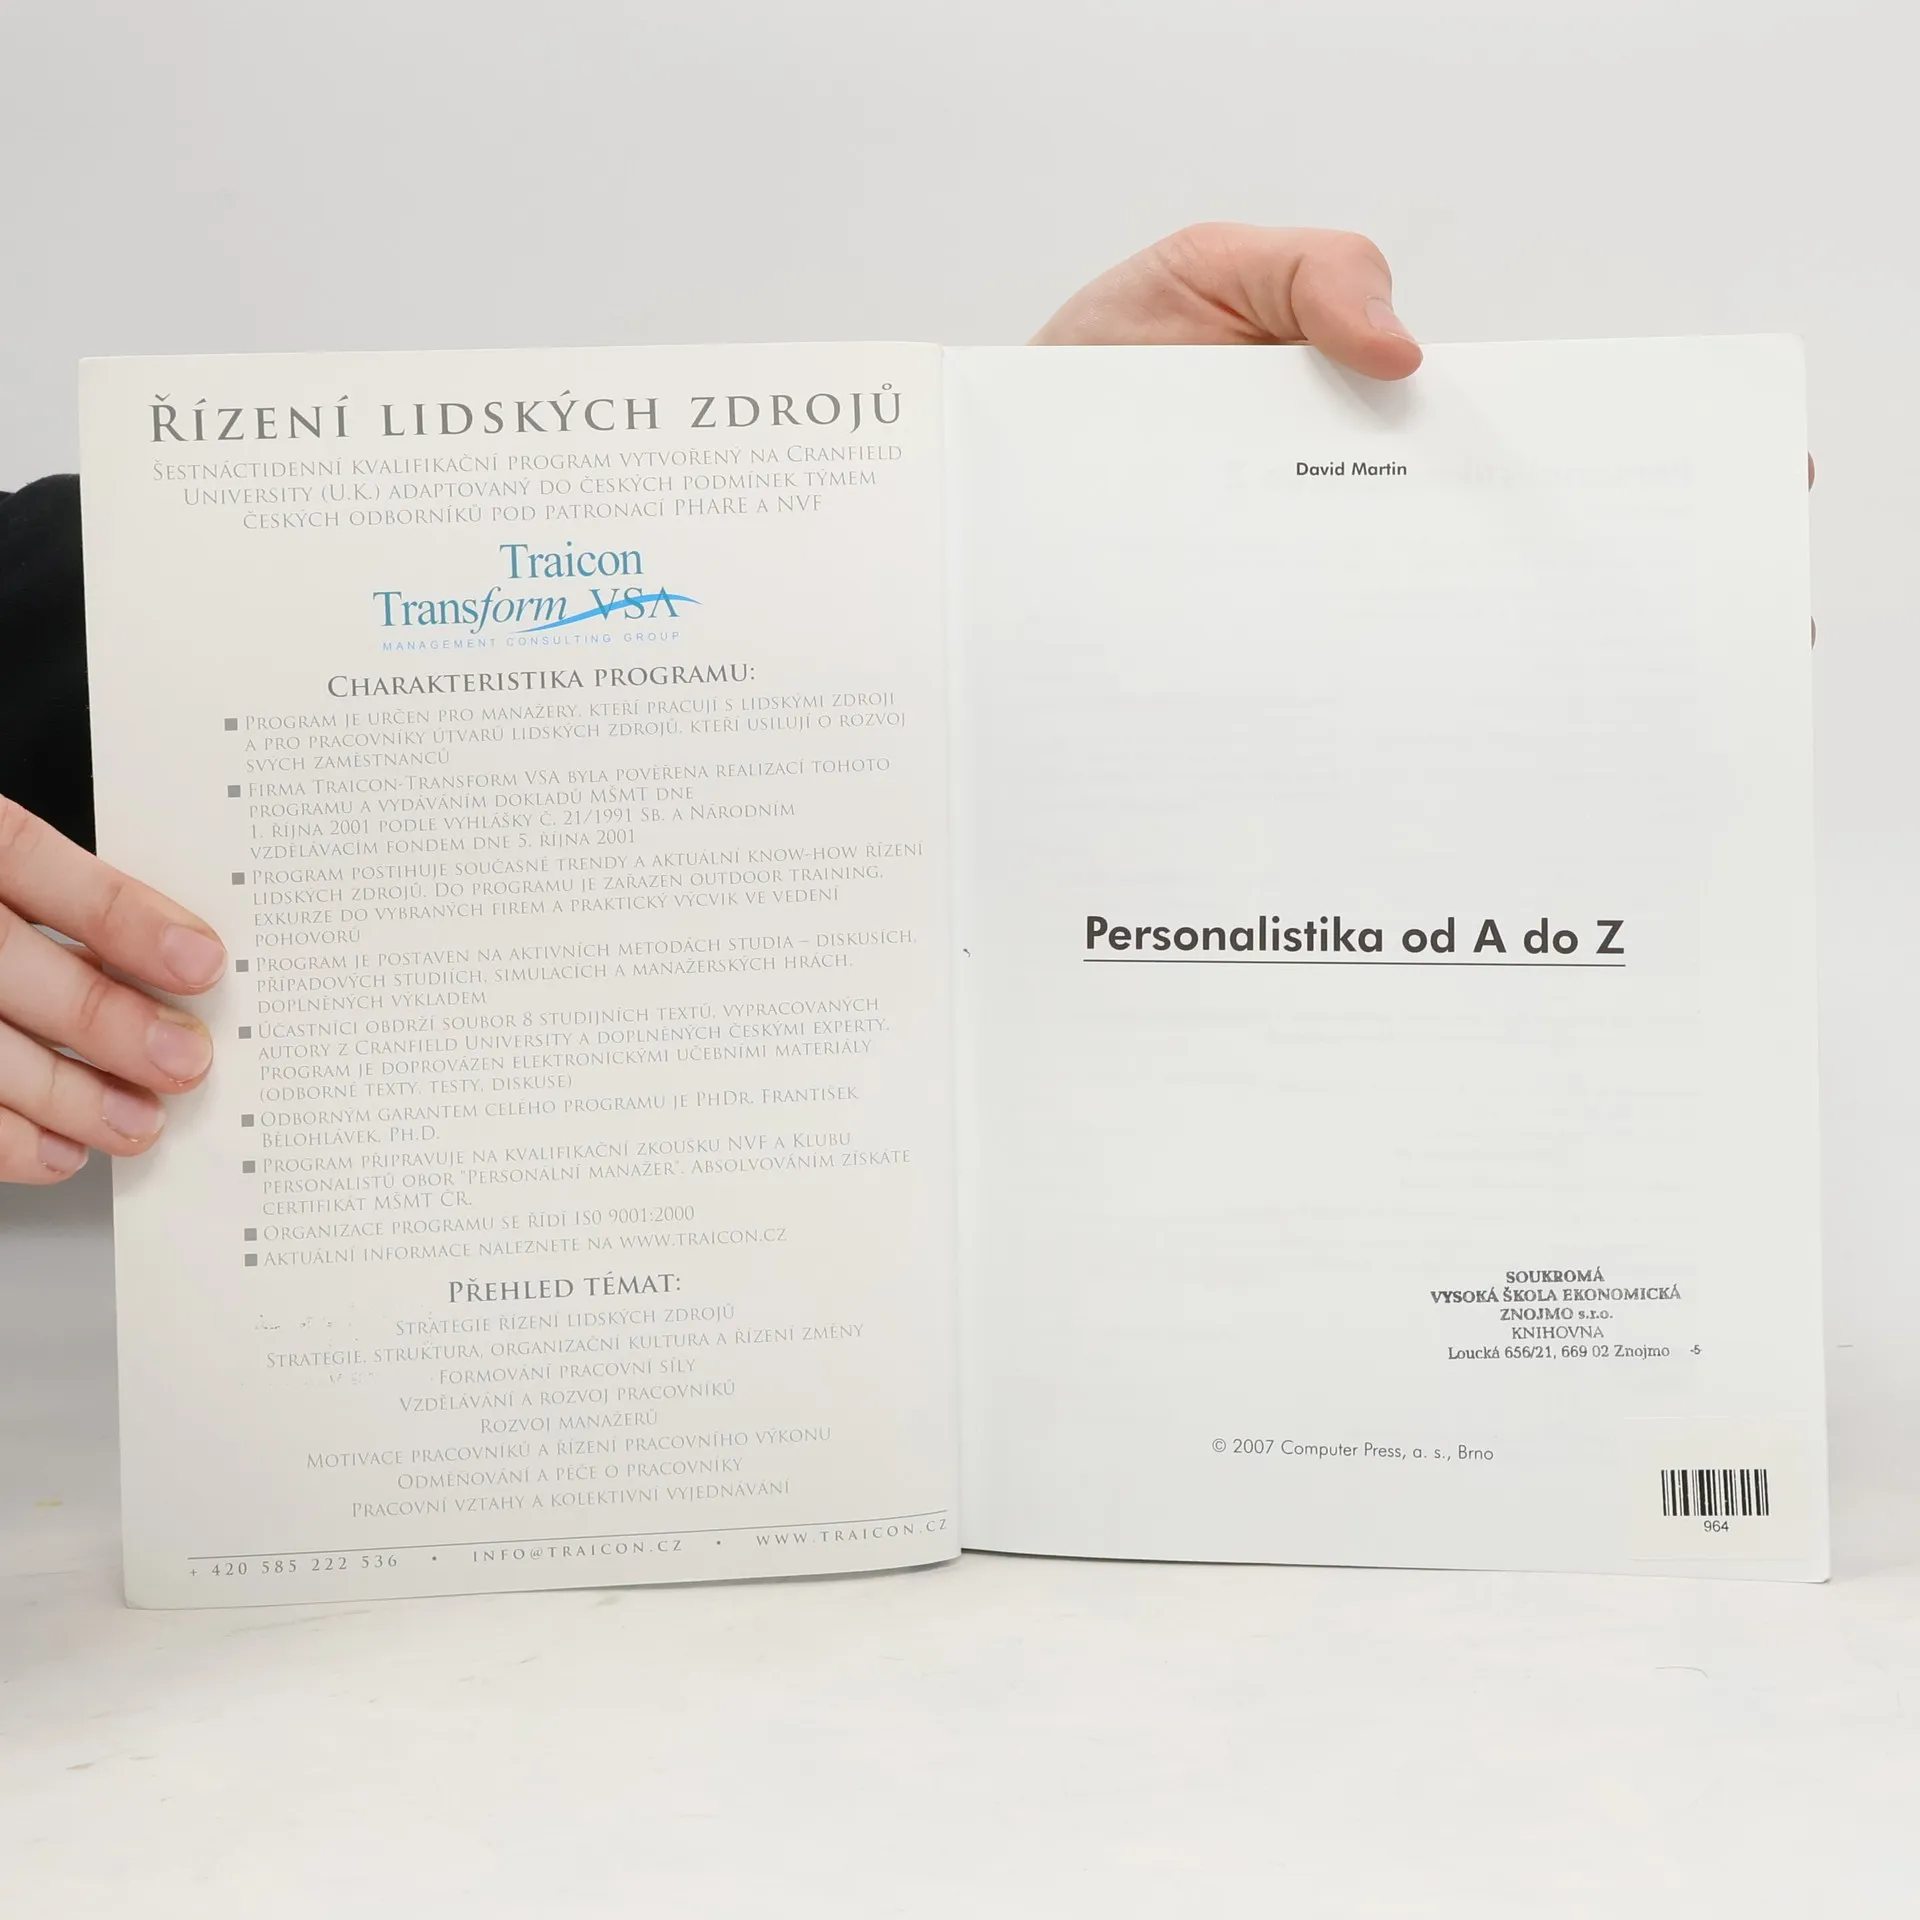 ŘÍZENÍ LIDSKÝCH ZDROJŮ
ŠESTNÁCTIDENNÍ KVALIFIKAČNÍ PROGRAM VYTVOŘENÝ NA CRANFIELD
UNIVERSITY (U.K.) ADAPTOVANÝ DO ČESKÝCH PODMÍNEK TÝMEM
ČESKÝCH ODBORNÍKŮ POD PATRONACÍ PHARE A NVF
Traicon
Transform VSA
MANAGEMENT CONSULTING GROUP
CHARAKTERISTIKA PROGRAMU:
■ PROGRAM JE URČEN PRO MANAŽERY, KTEŘÍ PRACUJÍ S LIDSKÝMI ZDROJI
A PRO PRACOVNÍKY ÚTVARŮ LIDSKÝCH ZDROJŮ, KTEŘÍ USILUJÍ O ROZVOJ
SVÝCH ZAMĚSTNANCŮ
■ FIRMA TRAICON-TRANSFORM VSA BYLA POVĚŘENA REALIZACÍ TOHOTO
PROGRAMU A VYDÁVÁNÍM DOKLADŮ MŠMT DNE
1. ŘÍJNA 2001 PODLE VYHLÁŠKY Č. 21/1991 SB. A NÁRODNÍM
VZDĚLÁVACÍM FONDEM DNE 5. ŘÍJNA 2001
■ PROGRAM POSTIHUJE SOUČASNÉ TRENDY A AKTUÁLNÍ KNOW-HOW ŘÍZENÍ
LIDSKÝCH ZDROJŮ. DO PROGRAMU JE ZAŘAZEN OUTDOOR TRAINING,
EXKURZE DO VYBRANÝCH FIREM A PRAKTICKÝ VÝCVIK VE VEDENÍ
POHOVORŮ
■ PROGRAM JE POSTAVEN NA AKTIVNÍCH METODÁCH STUDIA – DISKUSÍCH,
PŘÍPADOVÝCH STUDIÍCH, SIMULACÍCH A MANAŽERSKÝCH HRÁCH,
DOPLNĚNÝCH VÝKLADEM
■ ÚČASTNÍCI OBDRŽÍ SOUBOR 8 STUDIJNÍCH TEXTŮ, VYPRACOVANÝCH
AUTORY Z CRANFIELD UNIVERSITY A DOPLNĚNÝCH ČESKÝMI EXPERTY.
PROGRAM JE DOPROVÁZEN ELEKTRONICKÝMI UČEBNÍMI MATERIÁLY
(ODBORNÉ TEXTY, TESTY, DISKUSE)
■ ODBORNÝM GARANTEM CELÉHO PROGRAMU JE PHDR. FRANTIŠEK
BĚLOHLÁVEK, PH.D.
■ PROGRAM PŘIPRAVUJE NA KVALIFIKAČNÍ ZKOUŠKU NVF A KLUBU
PERSONALISTŮ OBOR "PERSONÁLNÍ MANAŽER". ABSOLVOVÁNÍM ZÍSKÁTE
CERTIFIKÁT MŠMT ČR.
■ ORGANIZACE PROGRAMU SE ŘÍDÍ IS0 9001:2000
■ AKTUÁLNÍ INFORMACE NALEZNETE NA WWW.TRAICON.CZ
PŘEHLED TÉMAT:
STRATEGIE ŘÍZENÍ LIDSKÝCH ZDROJŮ
STRATEGIE, STRUKTURA, ORGANIZAČNÍ KULTURA A ŘÍZENÍ ZMĚNY
FORMOVÁNÍ PRACOVNÍ SÍLY
VZDĚLÁVÁNÍ A ROZVOJ PRACOVNÍKŮ
ROZVOJ MANAŽERŮ
MOTIVACE PRACOVNÍKŮ A ŘÍZENÍ PRACOVNÍHO VÝKONU
ODMĚŇOVÁNÍ A PÉČE O PRACOVNÍKY
PRACOVNÍ VZTAHY A KOLEKTIVNÍ VYJEDNÁVÁNÍ
+ 420 585 222 536 • INFO@TRAICON.CZ • WWW.TRAICON.CZ
David Martin
Personalistika od A do Z
SOUKROMÁ
VYSOKÁ ŠKOLA EKONOMICKÁ
ZNOJMO s.r.o.
KNIHOVNA
Loucká 656/21, 669 02 Znojmo -5
© 2007 Computer Press, a. s., Brno
964